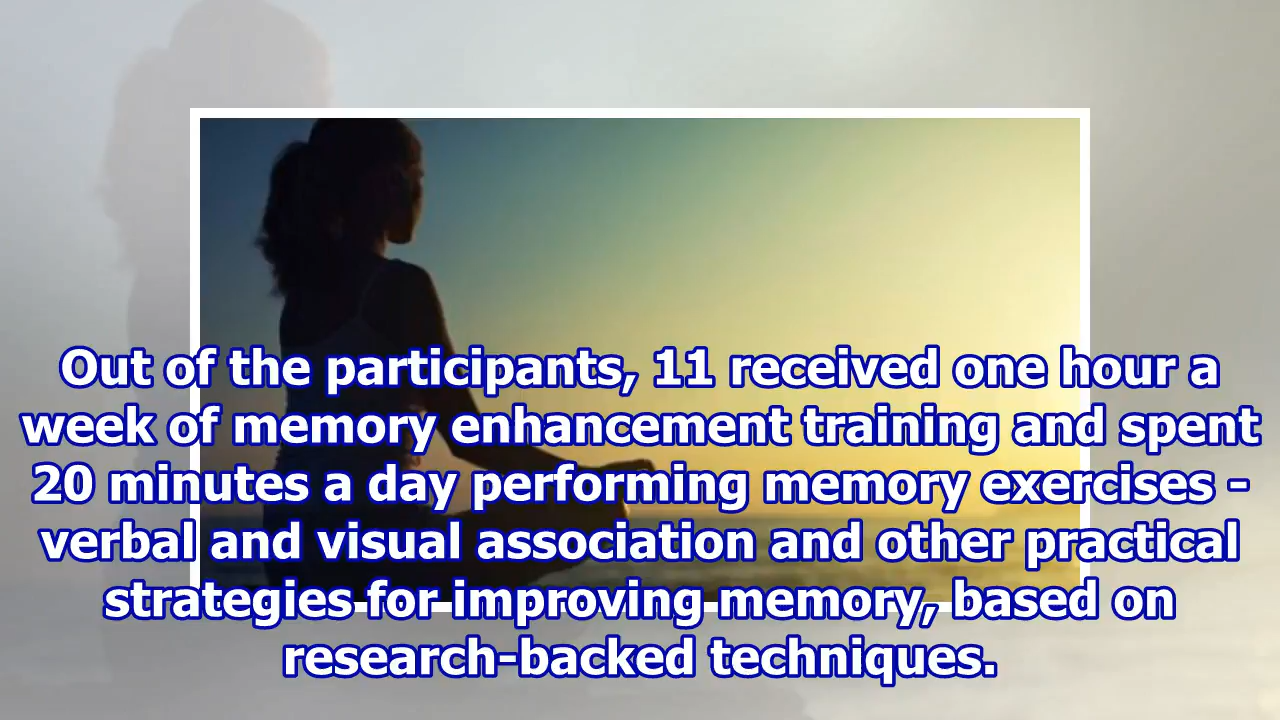 Out of the participants, 11 received one hour a
week of memory enhancement training and spent
20 minutes a day performing memory exercises -
verbal and visual association and other practical
strategies for improving memory, based on
research-backed techniques.